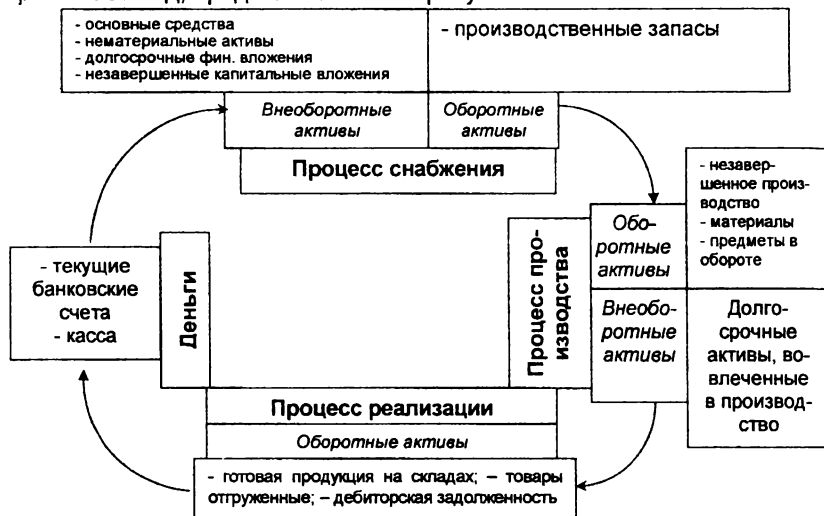 - основные средства
- нематериальные активы
- долгосрочные фин. вложения
- незавершенные капитальные вложения
- производственные запасы
Внеоборотные
активы
Оборотные
активы
Процесс снабжения
- незавер-
шенное произ-
водство
- материалы
- предметы в
обороте
Обо-
ротные
активы
Процесс про-
изводства
Внеобо-
ротные
активы
Долго-
срочные
активы, во-
влеченные
в производ-
ство
- текущие
банковские
счета
- касса
Деньги
Процесс реализации
Оборотные активы
- готовая продукция на складах; – товары
отгруженные; – дебиторская задолженность